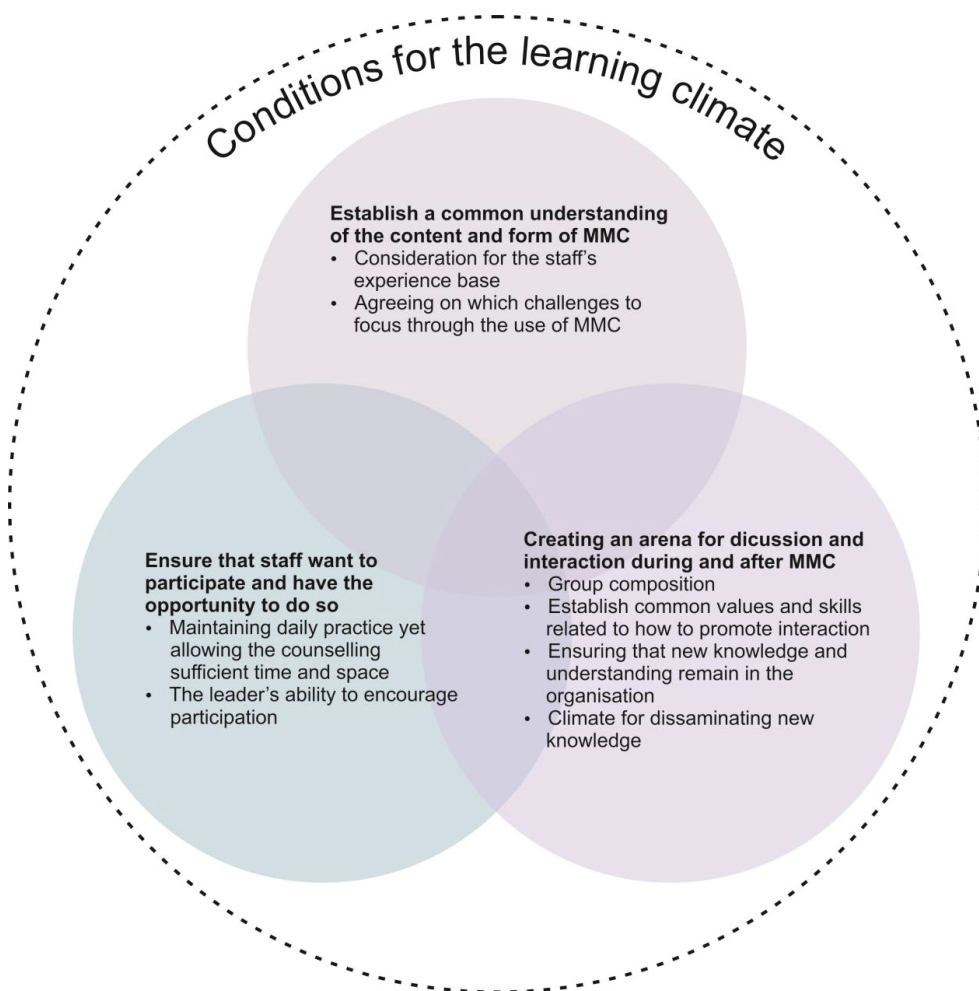 Conditions for the learning climate
Establish a common understanding
of the content and form of MMC
• Consideration for the staff's
experience base
• Agreeing on which challenges to
focus through the use of MMC
Ensure that staff want to
participate and have the
opportunity to do so
• Maintaining daily practice yet
allowing the counselling
sufficient time and space
• The leader's ability to encourage
participation
Creating an arena for dicussion and
interaction during and after MMC
• Group composition
• Establish common values and skills
related to how to promote interaction
• Ensuring that new knowledge and
understanding remain in the
organisation
• Climate for dissaminating new
knowledge